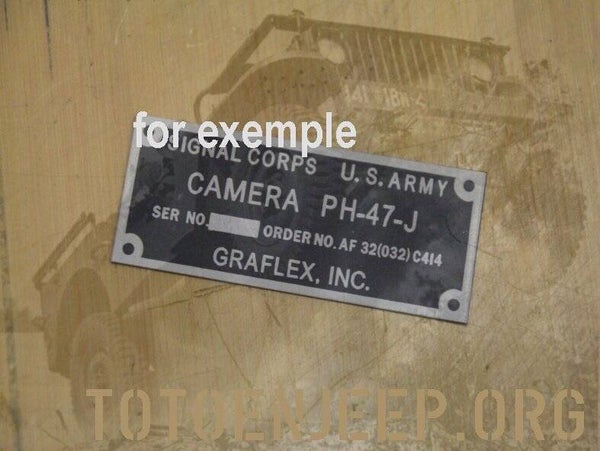 for exemple
SIGNAL CORPS U.S. ARMY
CAMERA PH-47-J
SER NO. ORDER NO. AF 32(032) C414
GRAFLEX, INC.
TOTOENJEEP.ORG